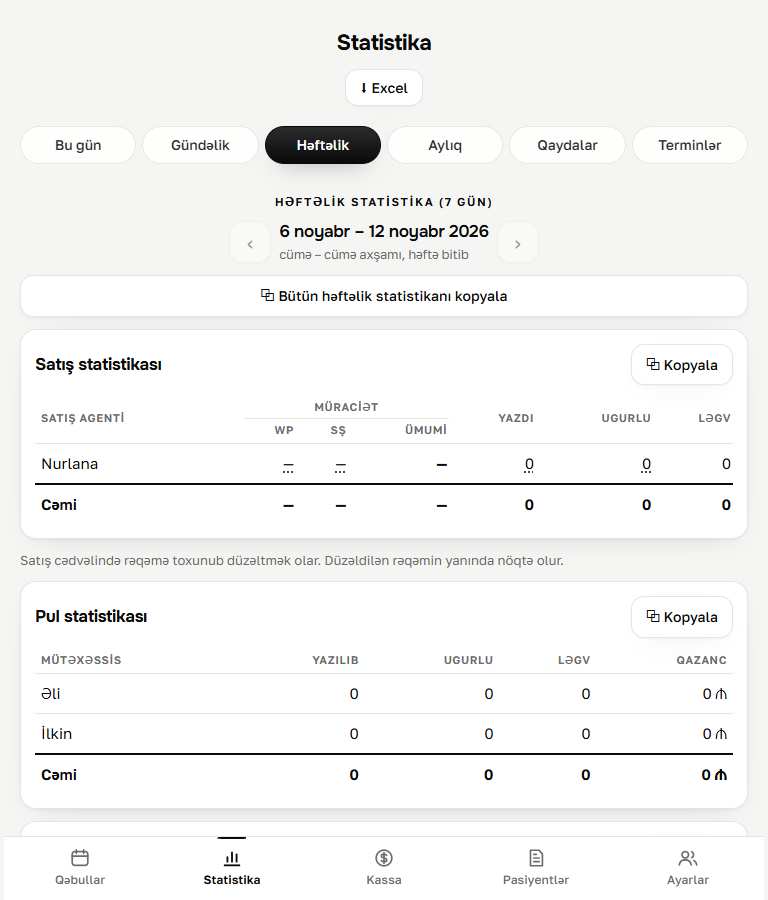 Statistika
⭳ Excel
Bu gün Gündəlik Həftəlik Aylıq Qaydalar Terminlər
HƏFTƏLİK STATİSTİKA (7 GÜN)
‹ 6 noyabr – 12 noyabr 2026 ›
cümə – cümə axşamı, həftə bitib
Bütün həftəlik statistikanı kopyala
Satış statistikası Kopyala
SATIŞ AGENTİ MÜRACİƏT YAZDI UGURLU LƏGV
WP SŞ ÜMUMİ
Nurlana — — — 0 0 0
Cəmi — — — 0 0 0
Satış cədvəlində rəqəmə toxunub düzəltmək olar. Düzəldilən rəqəmin yanında nöqtə olur.
Pul statistikası Kopyala
MÜTƏXƏSSİS YAZILIB UGURLU LƏGV QAZANC
Əli 0 0 0 0 ₼
İlkin 0 0 0 0 ₼
Cəmi 0 0 0 0 ₼
Qəbullar Statistika Kassa Pasiyentlər Ayarlar